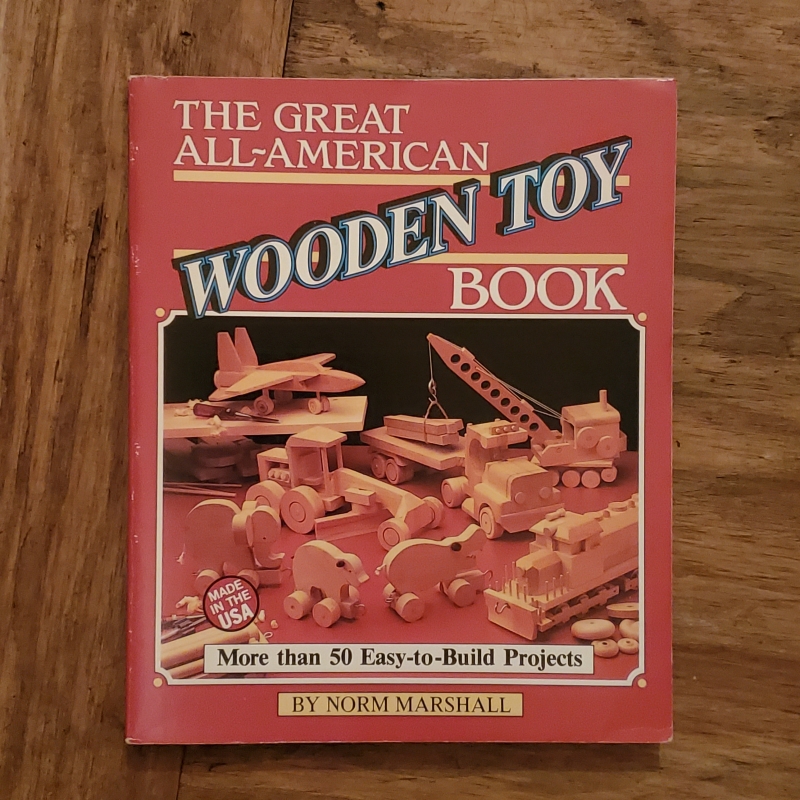 THE GREAT
ALL-AMERICAN
WOODEN TOY
BOOK
MADE
IN THE
USA
More than 50 Easy-to-Build Projects
BY NORM MARSHALL